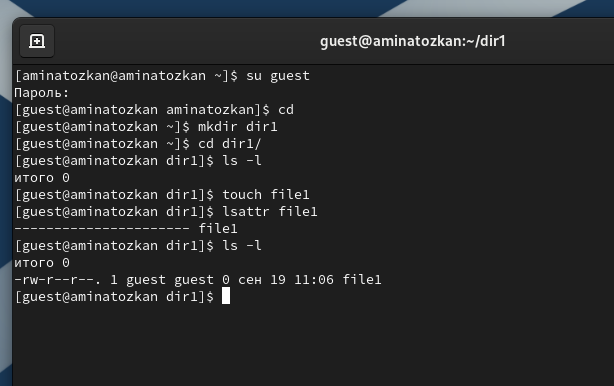 guest@aminatozkan:~/dir1
[aminatozkan@aminatozkan ~]$ su guest
Пароль:
[guest@aminatozkan aminatozkan]$ cd
[guest@aminatozkan ~]$ mkdir dir1
[guest@aminatozkan ~]$ cd dir1/
[guest@aminatozkan dir1]$ ls -l
итого 0
[guest@aminatozkan dir1]$ touch file1
[guest@aminatozkan dir1]$ lsattr file1
---------------------- file1
[guest@aminatozkan dir1]$ ls -l
итого 0
-rw-r--r--. 1 guest guest 0 сен 19 11:06 file1
[guest@aminatozkan dir1]$